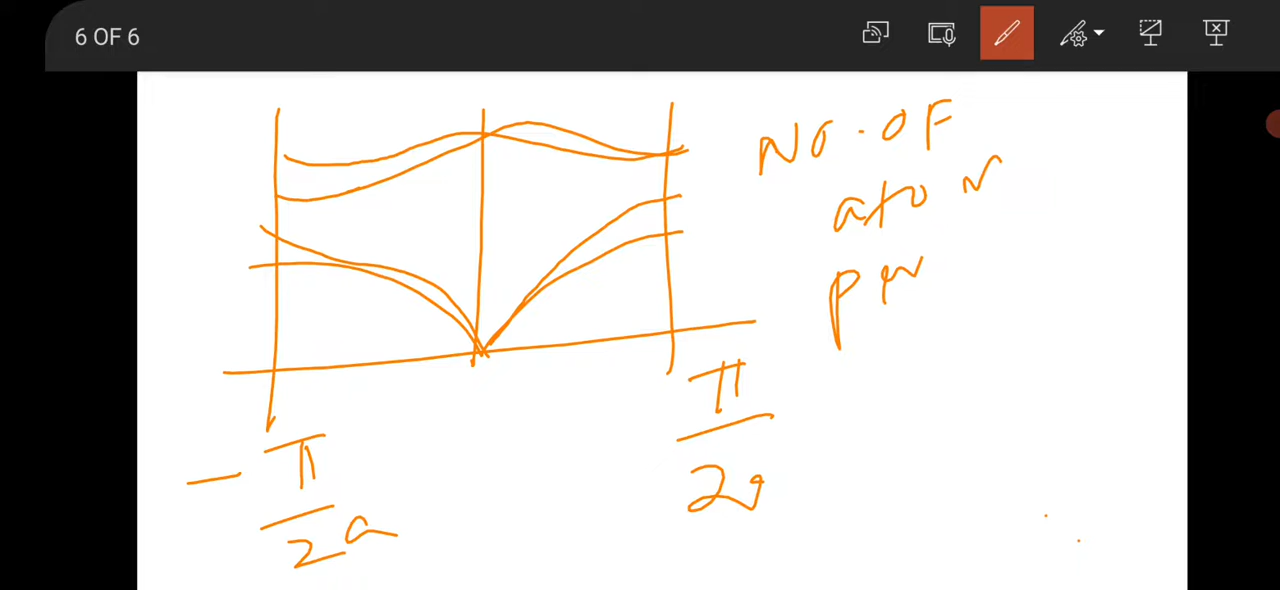 6 OF 6
No. OF
atom
per
- π/2a
π/2a